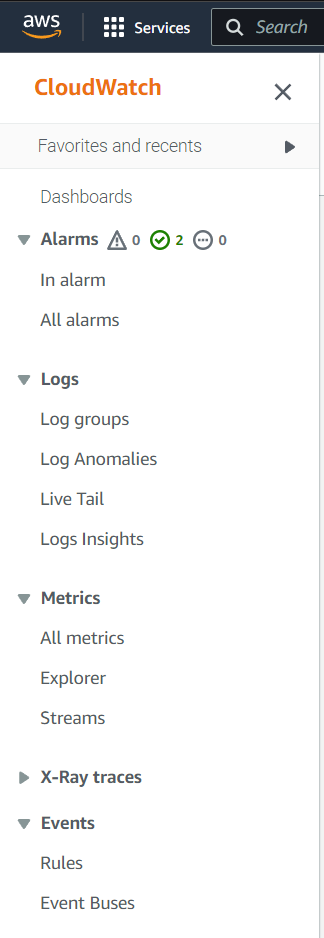 aws Services Search
CloudWatch
Favorites and recents
Dashboards
Alarms 0 2 0
In alarm
All alarms
Logs
Log groups
Log Anomalies
Live Tail
Logs Insights
Metrics
All metrics
Explorer
Streams
X-Ray traces
Events
Rules
Event Buses